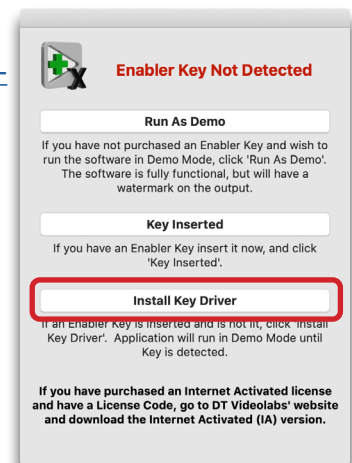 Enabler Key Not Detected
Run As Demo
If you have not purchased an Enabler Key and wish to
run the software in Demo Mode, click 'Run As Demo'.
The software is fully functional, but will have a
watermark on the output.
Key Inserted
If you have an Enabler Key insert it now, and click
'Key Inserted'.
Install Key Driver
If an Enabler Key is inserted and is not lit, click 'Install
Key Driver'. Application will run in Demo Mode until
Key is detected.
If you have purchased an Internet Activated license
and have a License Code, go to DT Videolabs' website
and download the Internet Activated (IA) version.